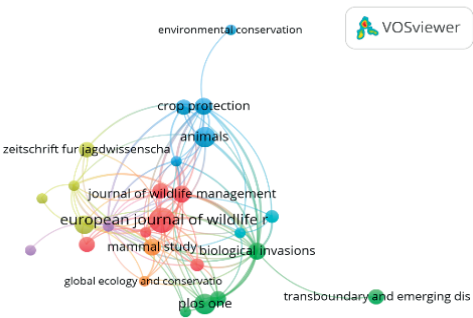 environmental conservation
VOSviewer
crop protection
animals
zeitschrift fur jagdwissenscha
journal of wildlife management
european journal of wildlife r
mammal study
biological invasions
global ecology and conservatio
plos one
transboundary and emerging dis